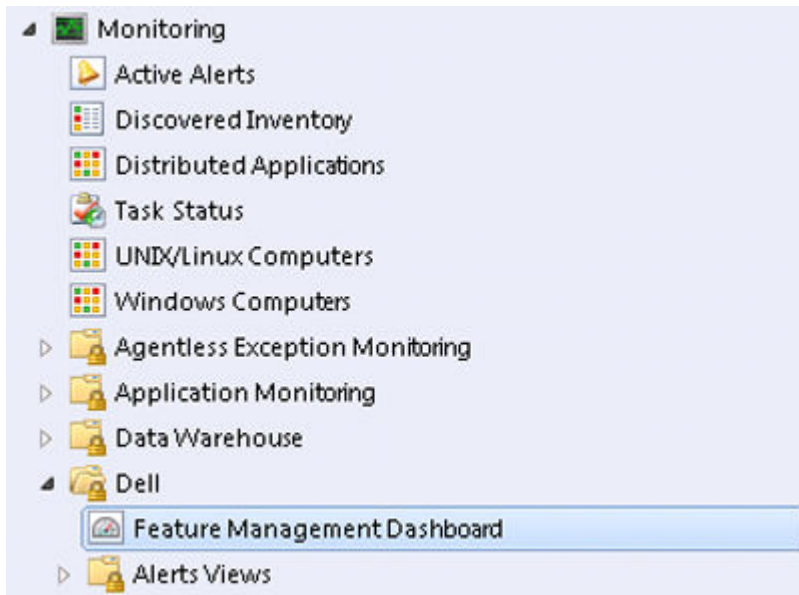 Monitoring
Active Alerts
Discovered Inventory
Distributed Applications
Task Status
UNIX/Linux Computers
Windows Computers
Agentless Exception Monitoring
Application Monitoring
Data Warehouse
Dell
Feature Management Dashboard
Alerts Views